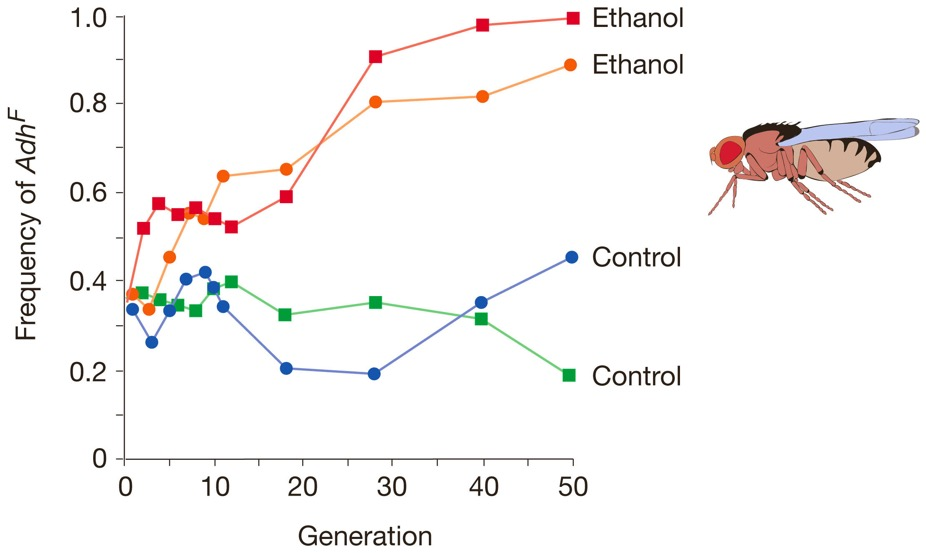 1.0
0.8
0.6
0.4
0.2
0
Frequency of AdhF
Ethanol
Ethanol
Control
Control
0 10 20 30 40 50
Generation